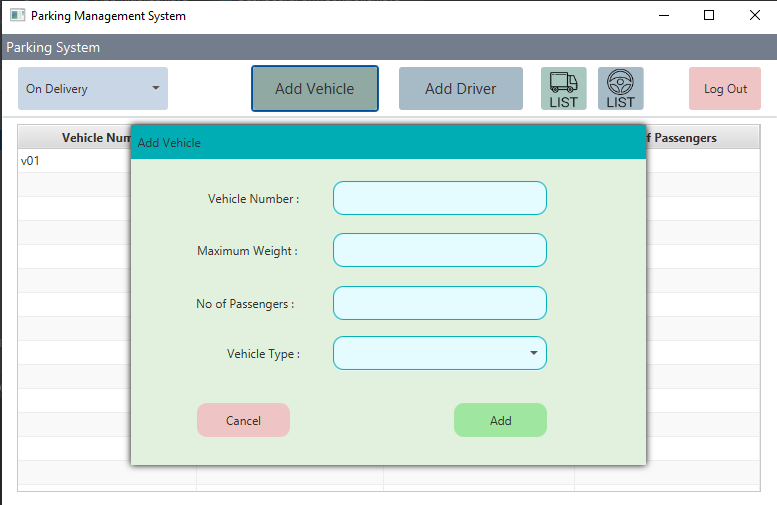 Parking Management System
Parking System
On Delivery
Add Vehicle
Add Driver
LIST
LIST
Log Out
Vehicle Num
f Passengers
v01
Add Vehicle
Vehicle Number :
Maximum Weight :
No of Passengers :
Vehicle Type :
Cancel
Add